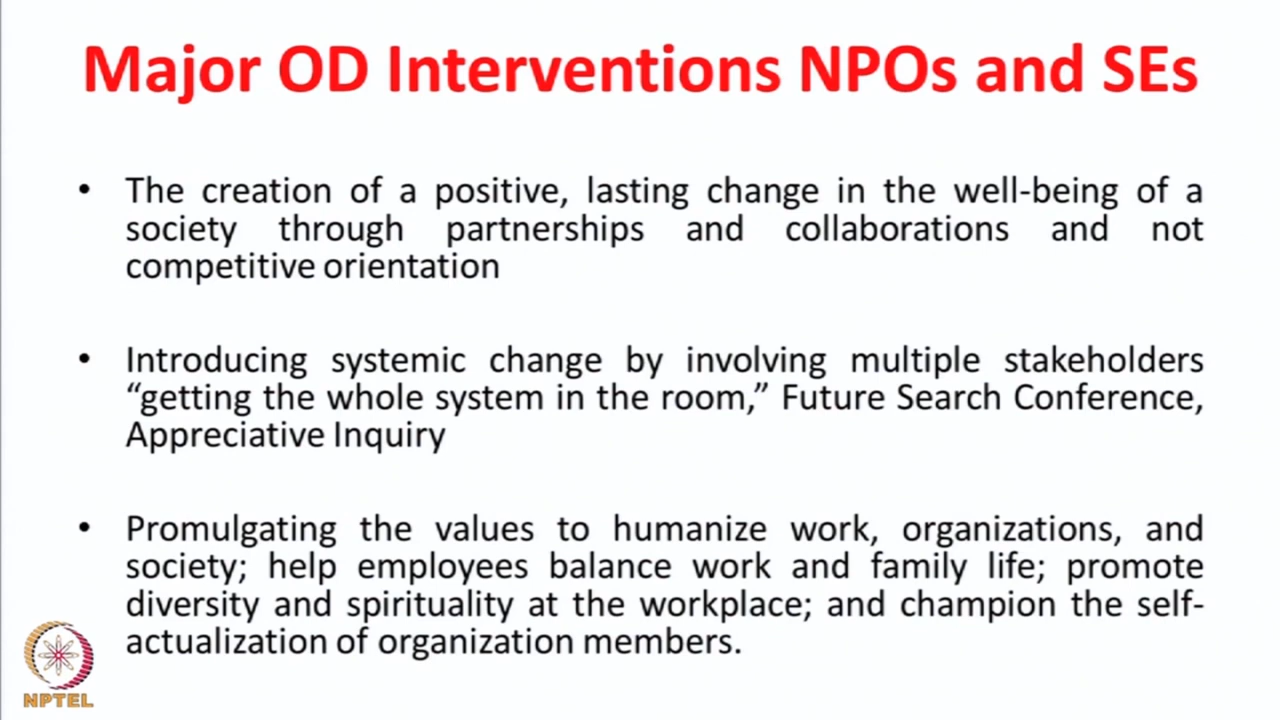 Major OD Interventions NPOs and SEs
• The creation of a positive, lasting change in the well-being of a
society through partnerships and collaborations and not
competitive orientation
• Introducing systemic change by involving multiple stakeholders
“getting the whole system in the room,” Future Search Conference,
Appreciative Inquiry
• Promulgating the values to humanize work, organizations, and
society; help employees balance work and family life; promote
diversity and spirituality at the workplace; and champion the self-
actualization of organization members.
NPTEL